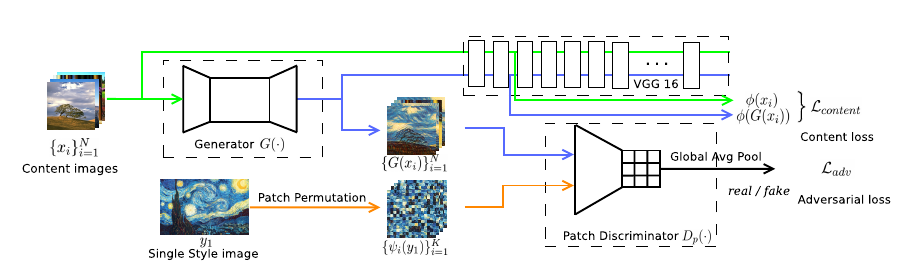 VGG 16
. . .
$\phi(x_i)$
$\phi(G(x_i))$
$\mathcal{L}_{content}$
Content loss
$\{x_i\}_{i=1}^{N}$
Content images
Generator $G(\cdot)$
$\{G(x_i)\}_{i=1}^{N}$
Global Avg Pool
real / fake
$\mathcal{L}_{adv}$
Adversarial loss
Patch Permutation
$y_1$
Single Style image
$\{\psi_i(y_1)\}_{i=1}^{K}$
Patch Discriminator $D_p(\cdot)$